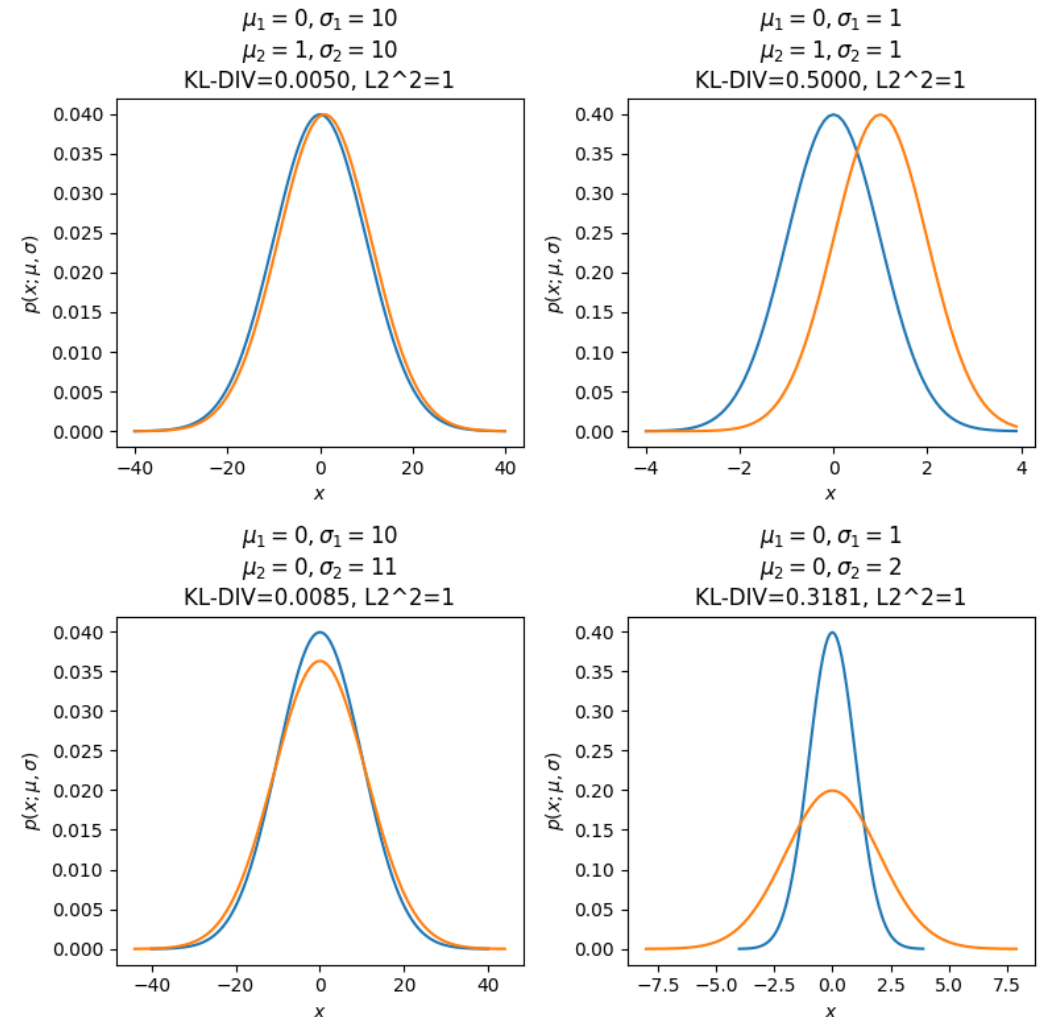 μ₁ = 0, σ₁ = 10
μ₂ = 1, σ₂ = 10
KL-DIV=0.0050, L2^2=1
0.040
0.035
0.030
0.025
0.020
0.015
0.010
0.005
0.000
p(x; μ, σ)
−40 −20 0 20 40
x
μ₁ = 0, σ₁ = 1
μ₂ = 1, σ₂ = 1
KL-DIV=0.5000, L2^2=1
0.40
0.35
0.30
0.25
0.20
0.15
0.10
0.05
0.00
p(x; μ, σ)
−4 −2 0 2 4
x
μ₁ = 0, σ₁ = 10
μ₂ = 0, σ₂ = 11
KL-DIV=0.0085, L2^2=1
0.040
0.035
0.030
0.025
0.020
0.015
0.010
0.005
0.000
p(x; μ, σ)
−40 −20 0 20 40
x
μ₁ = 0, σ₁ = 1
μ₂ = 0, σ₂ = 2
KL-DIV=0.3181, L2^2=1
0.40
0.35
0.30
0.25
0.20
0.15
0.10
0.05
0.00
p(x; μ, σ)
−7.5 −5.0 −2.5 0.0 2.5 5.0 7.5
x